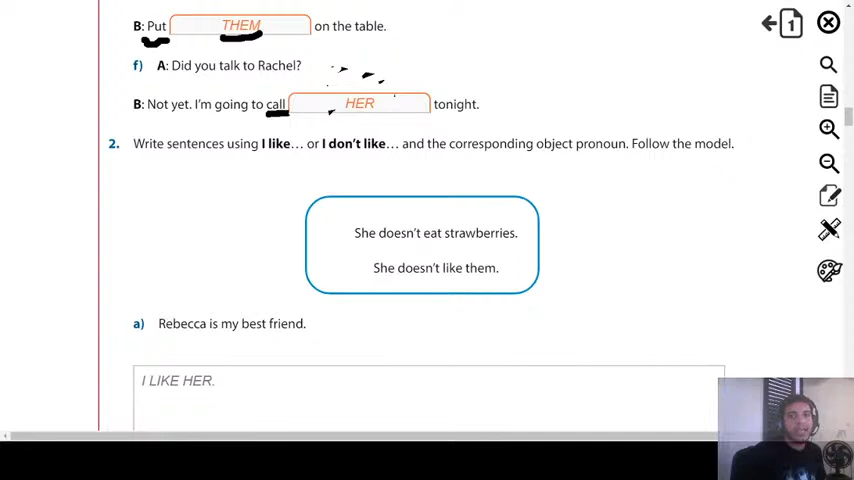 B: Put THEM on the table.
f) A: Did you talk to Rachel?
B: Not yet. I'm going to call HER tonight.
2. Write sentences using I like… or I don't like… and the corresponding object pronoun. Follow the model.
She doesn't eat strawberries.
She doesn't like them.
a) Rebecca is my best friend.
I LIKE HER.
1